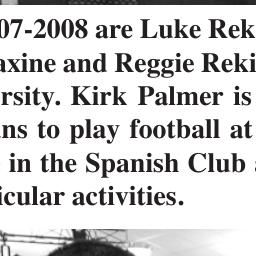 07-2008 are Luke Rek
axine and Reggie Reki
rsity. Kirk Palmer is
ns to play football at
in the Spanish Club
icular activities.